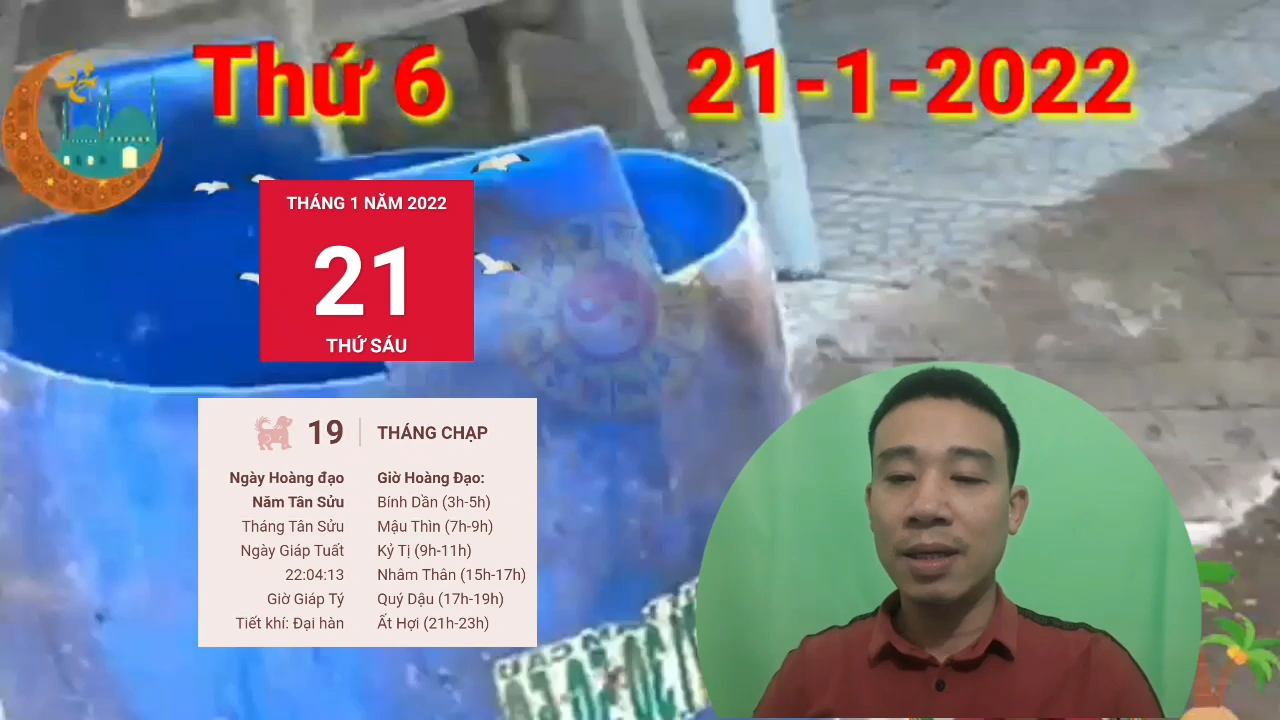 Thứ 6 21-1-2022
THÁNG 1 NĂM 2022
21
THỨ SÁU
19 THÁNG CHẠP
Ngày Hoàng đạo Giờ Hoàng Đạo:
Năm Tân Sửu Bính Dần (3h-5h)
Tháng Tân Sửu Mậu Thìn (7h-9h)
Ngày Giáp Tuất Kỷ Tị (9h-11h)
22:04:13 Nhâm Thân (15h-17h)
Giờ Giáp Tý Quý Dậu (17h-19h)
Tiết khí: Đại hàn Ất Hợi (21h-23h)